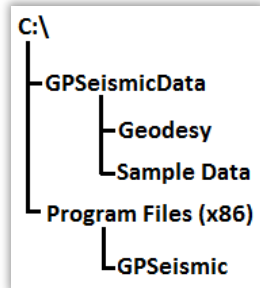 C:\
GPSeismicData
Geodesy
Sample Data
Program Files (x86)
GPSeismic